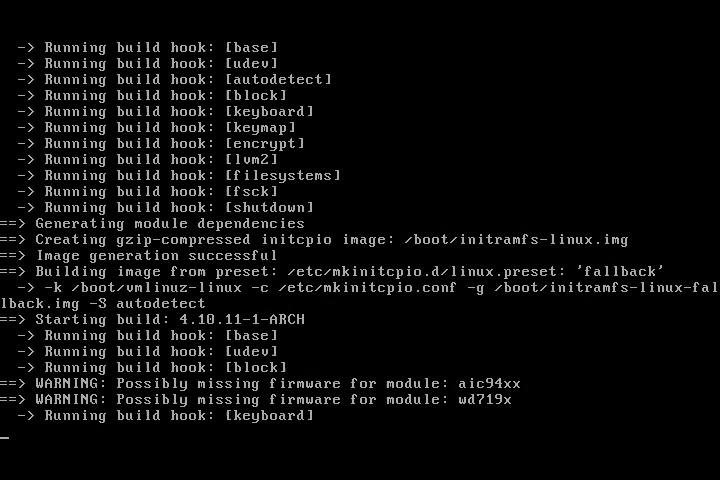 -> Running build hook: [base]
-> Running build hook: [udev]
-> Running build hook: [autodetect]
-> Running build hook: [block]
-> Running build hook: [keyboard]
-> Running build hook: [keymap]
-> Running build hook: [encrypt]
-> Running build hook: [lvm2]
-> Running build hook: [filesystems]
-> Running build hook: [fsck]
-> Running build hook: [shutdown]
==> Generating module dependencies
==> Creating gzip-compressed initcpio image: /boot/initramfs-linux.img
==> Image generation successful
==> Building image from preset: /etc/mkinitcpio.d/linux.preset: 'fallback'
-> -k /boot/vmlinuz-linux -c /etc/mkinitcpio.conf -g /boot/initramfs-linux-fal
lback.img -S autodetect
==> Starting build: 4.10.11-1-ARCH
-> Running build hook: [base]
-> Running build hook: [udev]
-> Running build hook: [block]
==> WARNING: Possibly missing firmware for module: aic94xx
==> WARNING: Possibly missing firmware for module: wd719x
-> Running build hook: [keyboard]
_